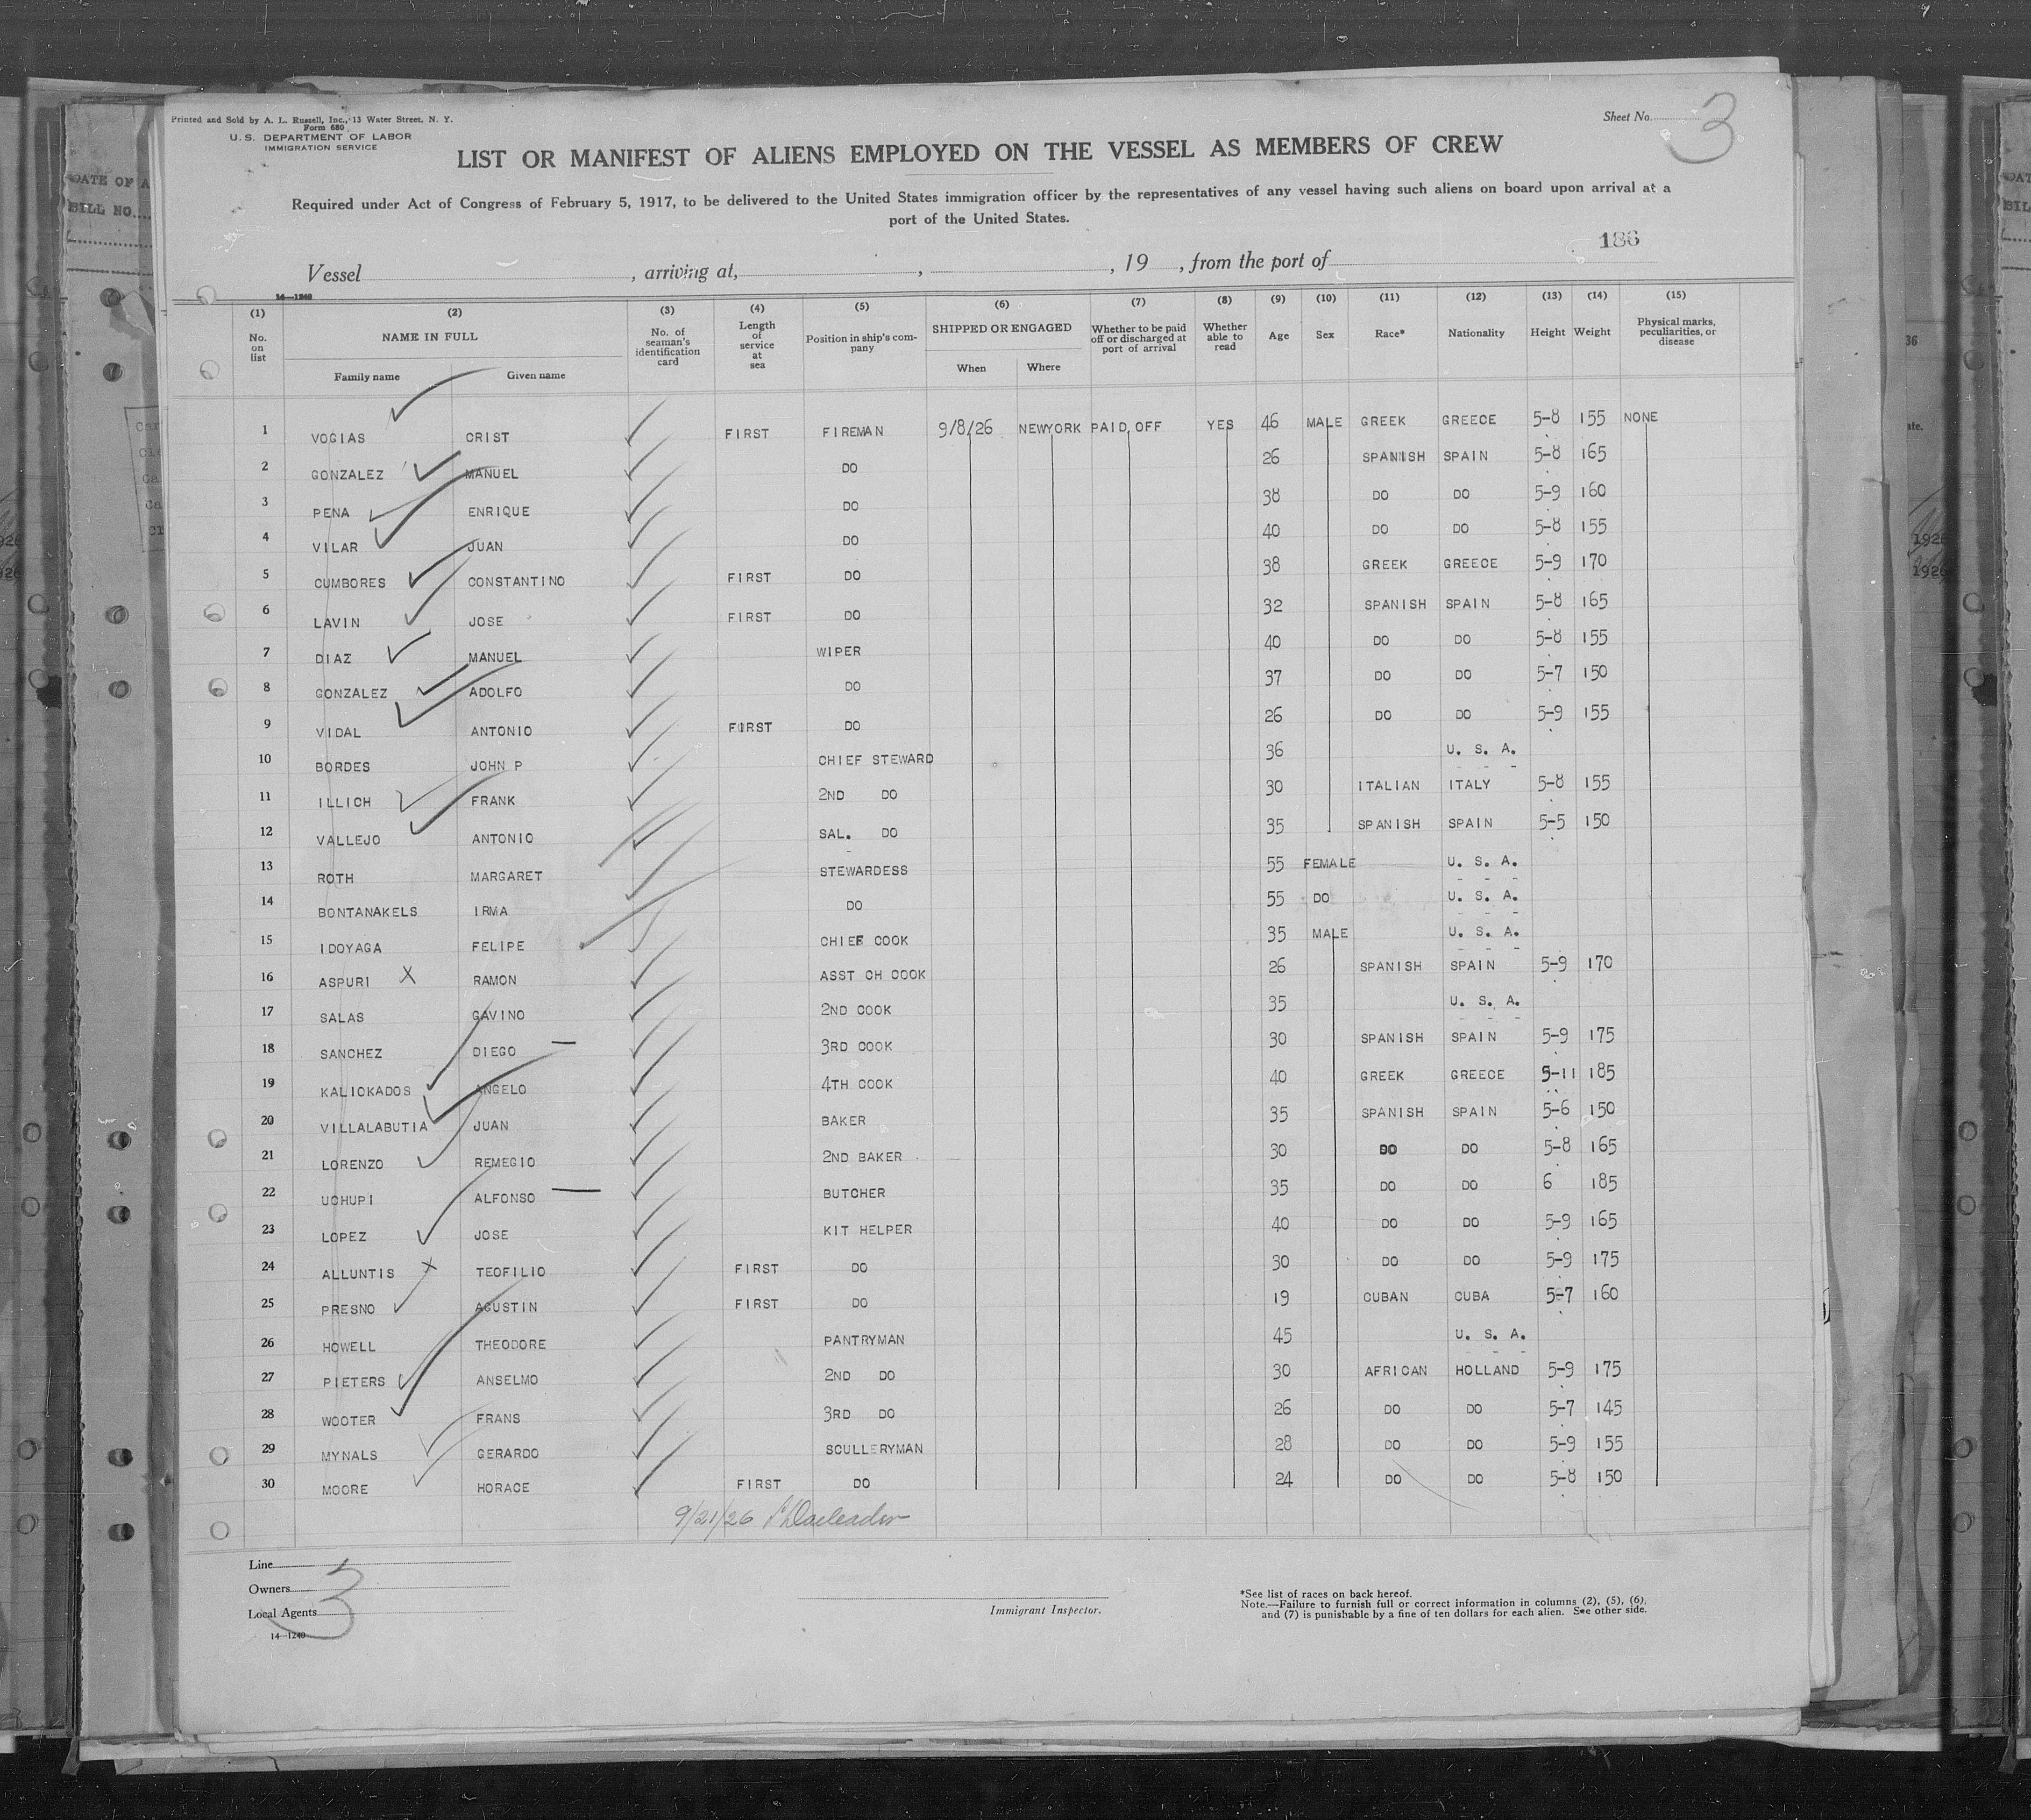 Printed and Sold by A. L. Russell, Inc., 13 Water Street, N. Y.
Form 680
U. S. DEPARTMENT OF LABOR
IMMIGRATION SERVICE
Sheet No. 3
LIST OR MANIFEST OF ALIENS EMPLOYED ON THE VESSEL AS MEMBERS OF CREW
Required under Act of Congress of February 5, 1917, to be delivered to the United States immigration officer by the representatives of any vessel having such aliens on board upon arrival at a
port of the United States.
186
Vessel , arriving at, , , 19 , from the port of
14—1240
(1) (2) (3) (4) (5) (6) (7) (8) (9) (10) (11) (12) (13) (14) (15)
No. on list NAME IN FULL No. of seaman's identification card Length of service at sea Position in ship's company SHIPPED OR ENGAGED Whether to be paid off or discharged at port of arrival Whether able to read Age Sex Race* Nationality Height Weight Physical marks, peculiarities, or disease
Family name Given name When Where
1 VOGIAS CRIST FIRST FIREMAN 9/8/26 NEWYORK PAID OFF YES 46 MALE GREEK GREECE 5-8 155 NONE
2 GONZALEZ MANUEL DO 26 SPANISH SPAIN 5-8 165
3 PENA ENRIQUE DO 38 DO DO 5-9 160
4 VILAR JUAN DO 40 DO DO 5-8 155
5 CUMBORES CONSTANTINO FIRST DO 38 GREEK GREECE 5-9 170
6 LAVIN JOSE FIRST DO 32 SPANISH SPAIN 5-8 165
7 DIAZ MANUEL WIPER 40 DO DO 5-8 155
8 GONZALEZ ADOLFO DO 37 DO DO 5-7 150
9 VIDAL ANTONIO FIRST DO 26 DO DO 5-9 155
10 BORDES JOHN P CHIEF STEWARD 36 U. S. A.
11 ILLICH FRANK 2ND DO 30 ITALIAN ITALY 5-8 155
12 VALLEJO ANTONIO SAL. DO 35 SPANISH SPAIN 5-5 150
13 ROTH MARGARET STEWARDESS 55 FEMALE U. S. A.
14 BONTANAKELS IRMA DO 55 DO U. S. A.
15 IDOYAGA FELIPE CHIEF COOK 35 MALE U. S. A.
16 ASPURI X RAMON ASST CH COOK 26 SPANISH SPAIN 5-9 170
17 SALAS GAVINO 2ND COOK 35 U. S. A.
18 SANCHEZ DIEGO — 3RD COOK 30 SPANISH SPAIN 5-9 175
19 KALIOKADOS ANGELO 4TH COOK 40 GREEK GREECE 5-11 185
20 VILLALABUTIA JUAN BAKER 35 SPANISH SPAIN 5-6 150
21 LORENZO REMEGIO 2ND BAKER 30 DO DO 5-8 165
22 UCHUPI ALFONSO — BUTCHER 35 DO DO 6 185
23 LOPEZ JOSE KIT HELPER 40 DO DO 5-9 165
24 ALLUNTIS X TEOFILIO FIRST DO 30 DO DO 5-9 175
25 PRESNO AGUSTIN FIRST DO 19 CUBAN CUBA 5-7 160
26 HOWELL THEODORE PANTRYMAN 45 U. S. A.
27 PIETERS ANSELMO 2ND DO 30 AFRICAN HOLLAND 5-9 175
28 WOOTER FRANS 3RD DO 26 DO DO 5-7 145
29 MYNALS GERARDO SCULLERYMAN 28 DO DO 5-9 155
30 MOORE HORACE FIRST DO 24 DO DO 5-8 150
9/21/26
Line
Owners
Local Agents
3
14—1240
Immigrant Inspector.
*See list of races on back hereof.
Note.—Failure to furnish full or correct information in columns (2), (5), (6),
and (7) is punishable by a fine of ten dollars for each alien. See other side.
DATE OF A
BILL NO.
36
1926
1926